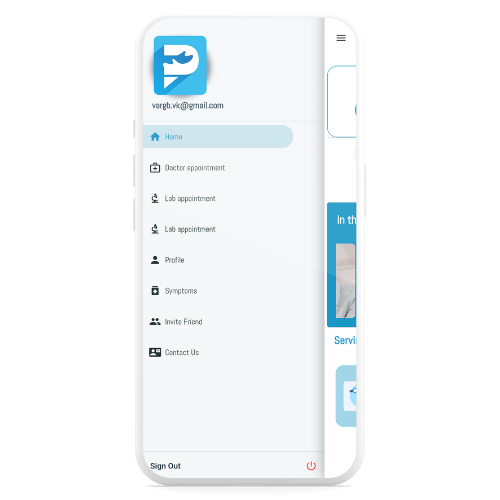 vargb.vk@gmail.com
Home
Doctor appointment
Lab appointment
Lab appointment
Profile
Symptoms
Invite Friend
Contact Us
Sign Out
In th
Servi